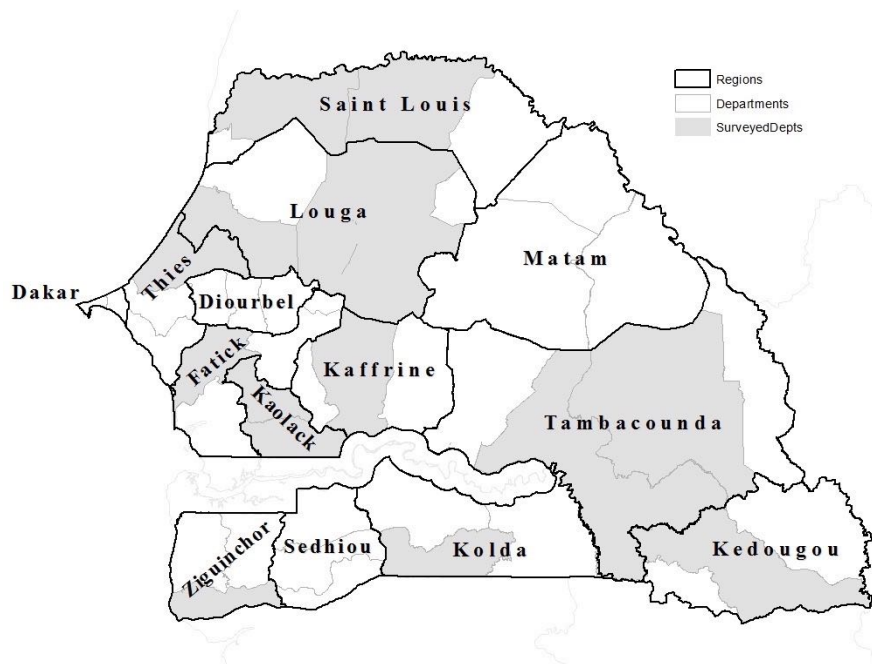 Saint Louis
Regions
Departments
SurveyedDepts
Louga
Thies
Matam
Dakar
Diourbel
Fatick
Kaffrine
Kaolack
Tambacounda
Ziguinchor
Sedhiou
Kolda
Kedougou